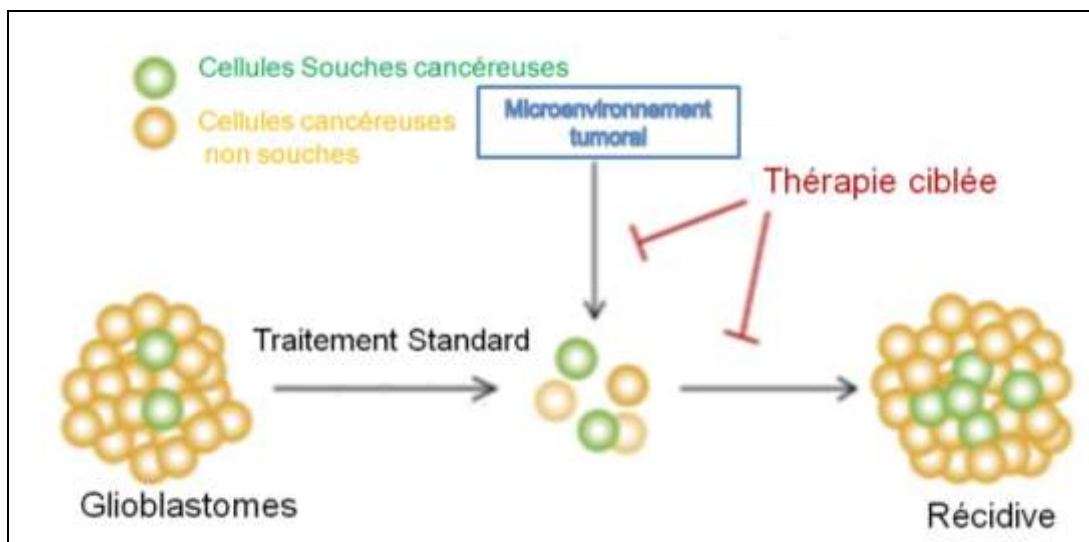 Cellules Souches cancéreuses
Cellules cancéreuses
non souches
Microenvironnement
tumoral
Thérapie ciblée
Traitement Standard
Glioblastomes
Récidive